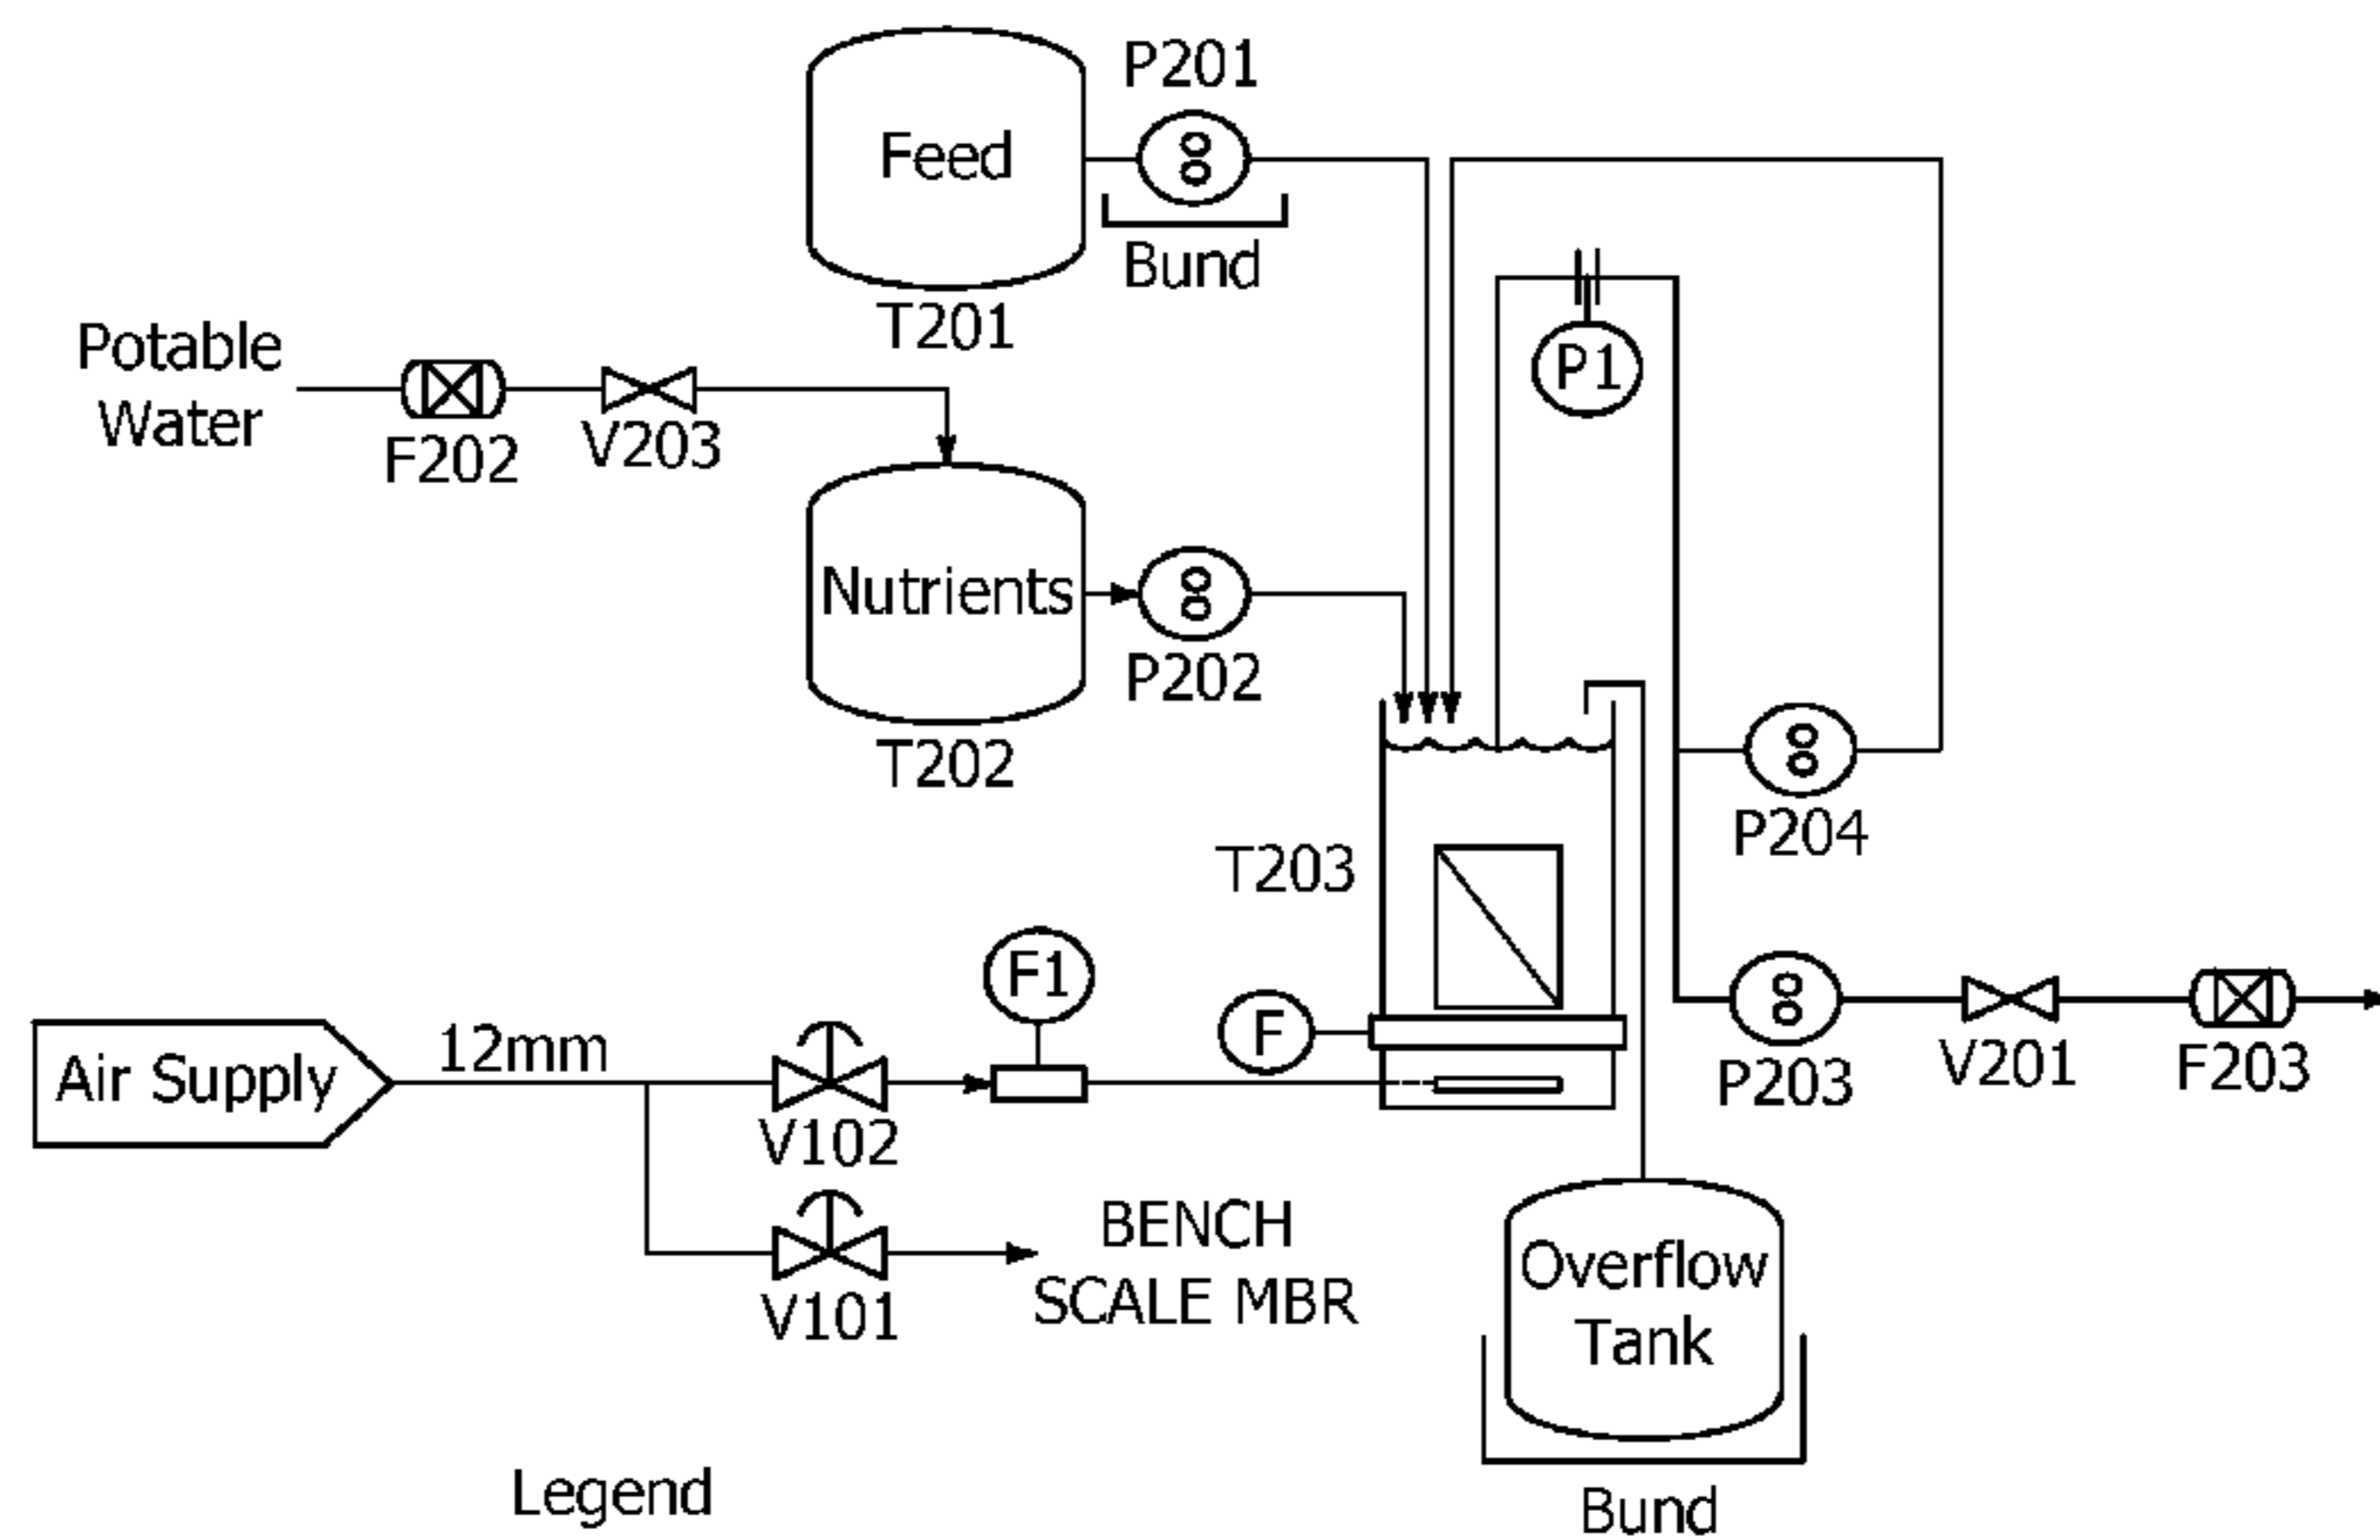 P201
Feed
Bund
T201
Potable
Water
F202
V203
P1
Nutrients
P202
T202
P204
T203
F1
F
Air Supply
12mm
V102
P203
V201
F203
BENCH
SCALE MBR
V101
Overflow
Tank
Legend
Bund